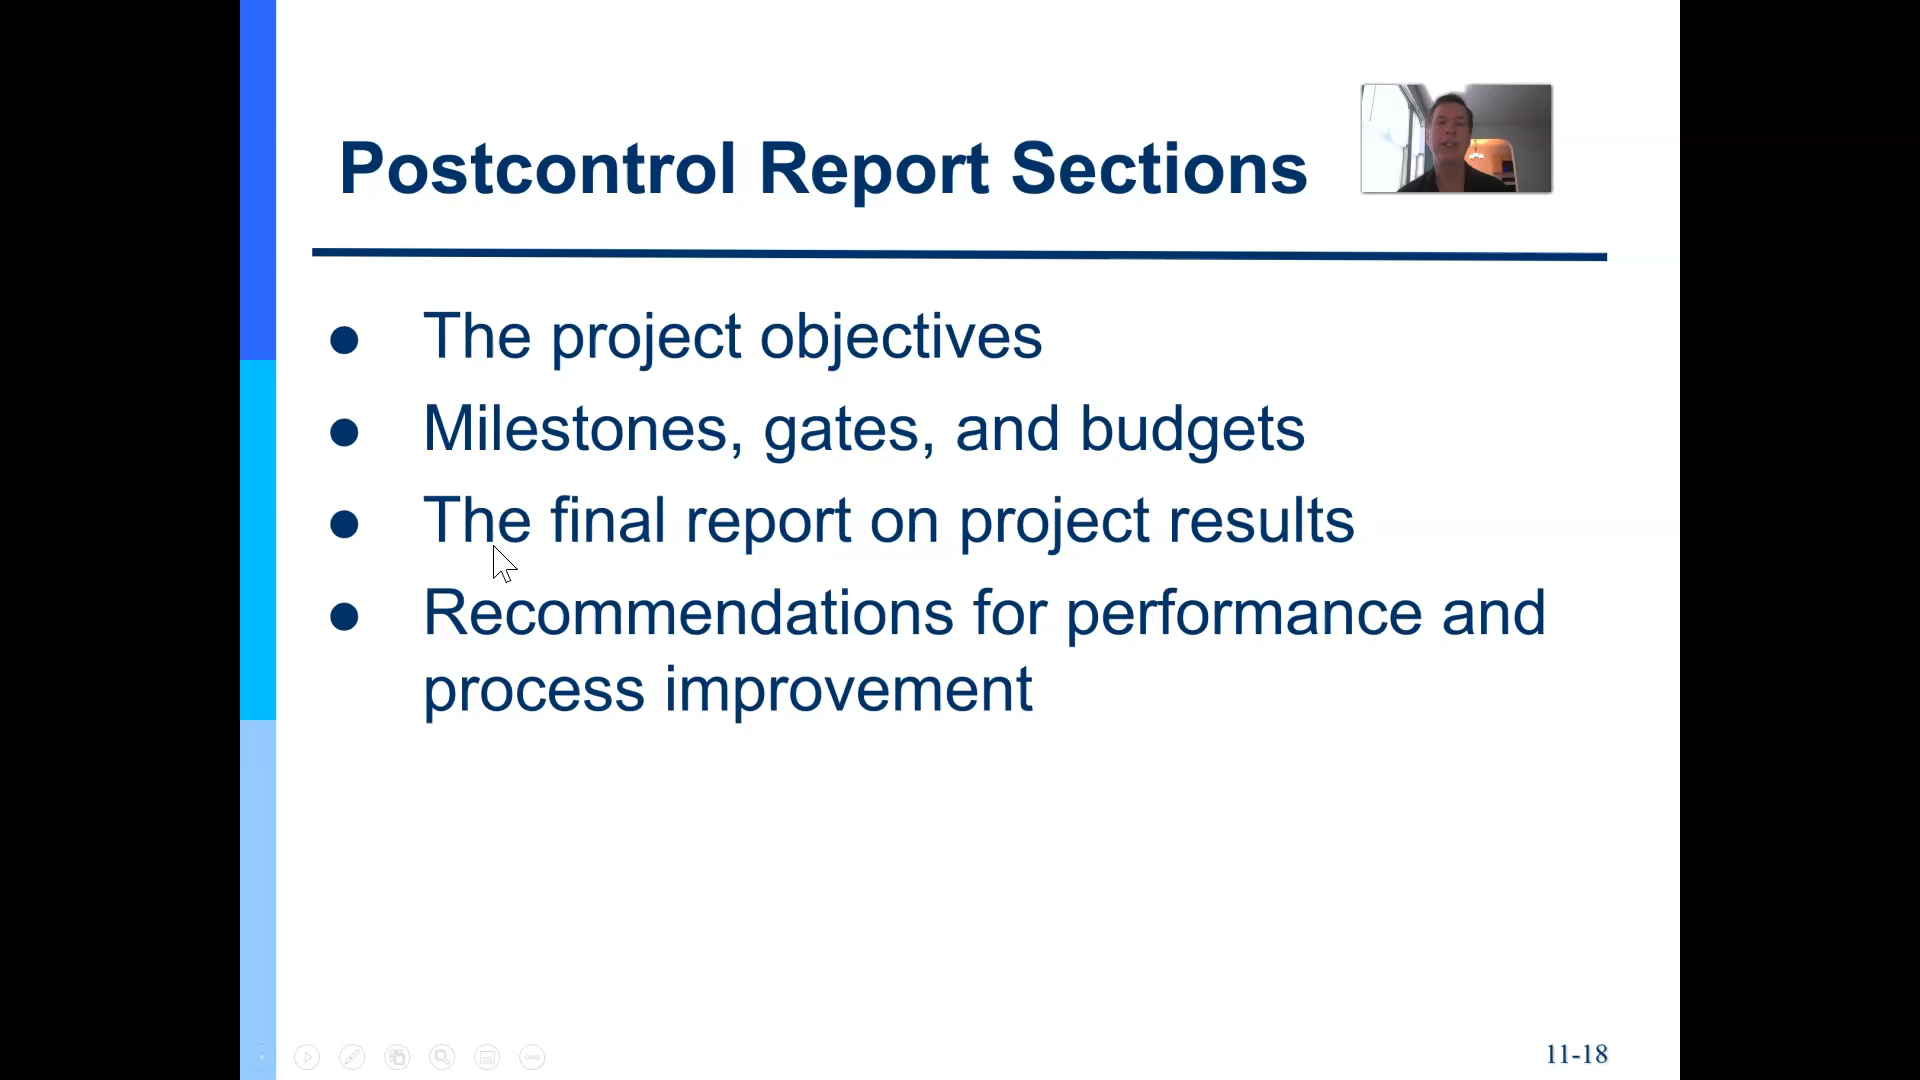 Postcontrol Report Sections
● The project objectives
● Milestones, gates, and budgets
● The final report on project results
● Recommendations for performance and
process improvement
11-18